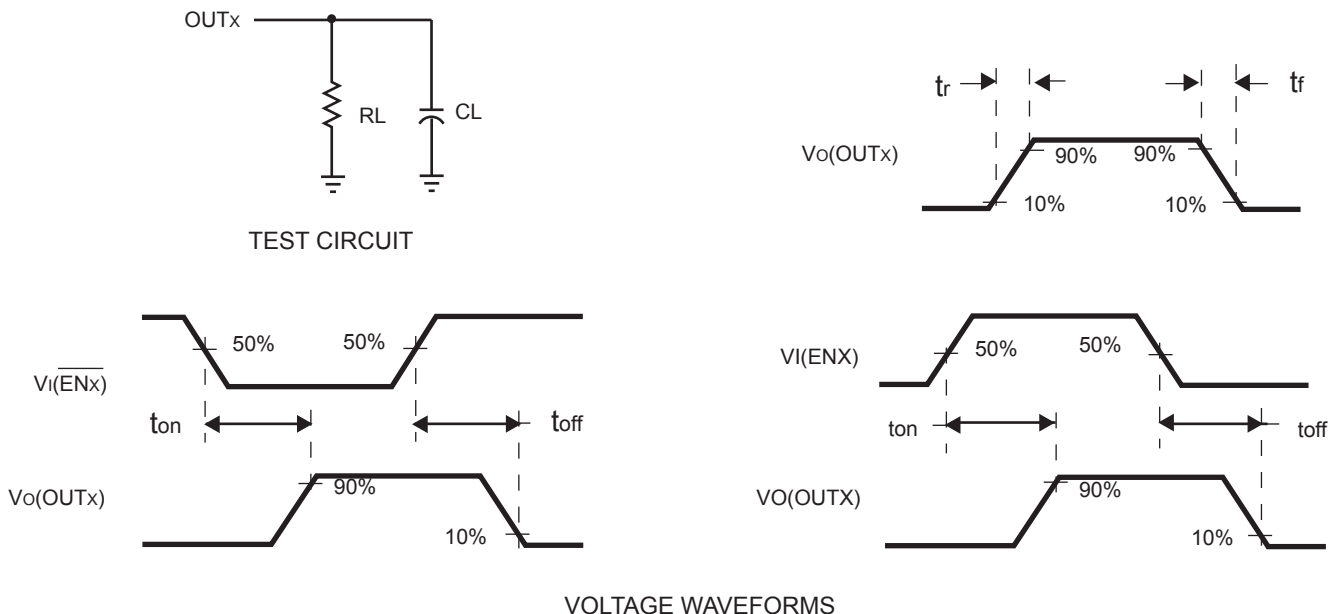 OUTx
RL
CL
TEST CIRCUIT
tr
tf
VO(OUTx)
90%
90%
10%
10%
VI(ENx)
50%
50%
ton
toff
VO(OUTx)
90%
10%
VI(ENX)
50%
50%
ton
toff
VO(OUTX)
90%
10%
VOLTAGE WAVEFORMS